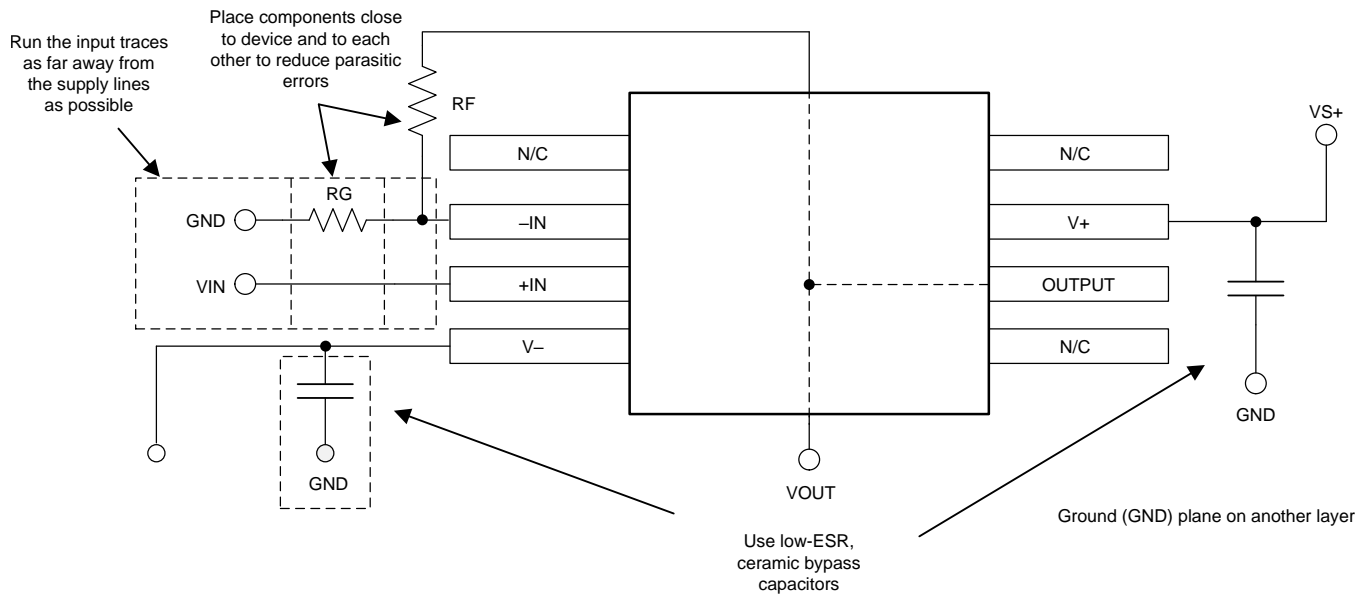 Place components close
to device and to each
other to reduce parasitic
errors
Run the input traces
as far away from
the supply lines
as possible
RF
VS+
N/C
N/C
RG
GND
–IN
V+
VIN
+IN
OUTPUT
V–
N/C
GND
GND
VOUT
Ground (GND) plane on another layer
Use low-ESR,
ceramic bypass
capacitors